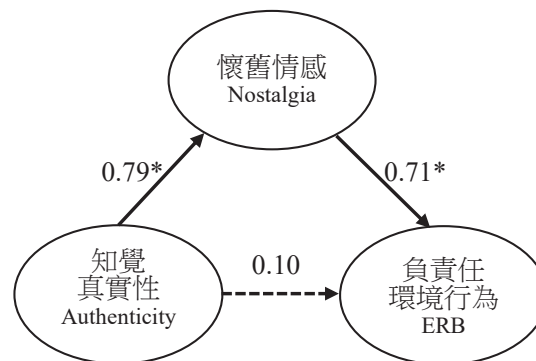 懷舊情感
Nostalgia
0.79*
0.71*
知覺
真實性
Authenticity
0.10
負責任
環境行為
ERB